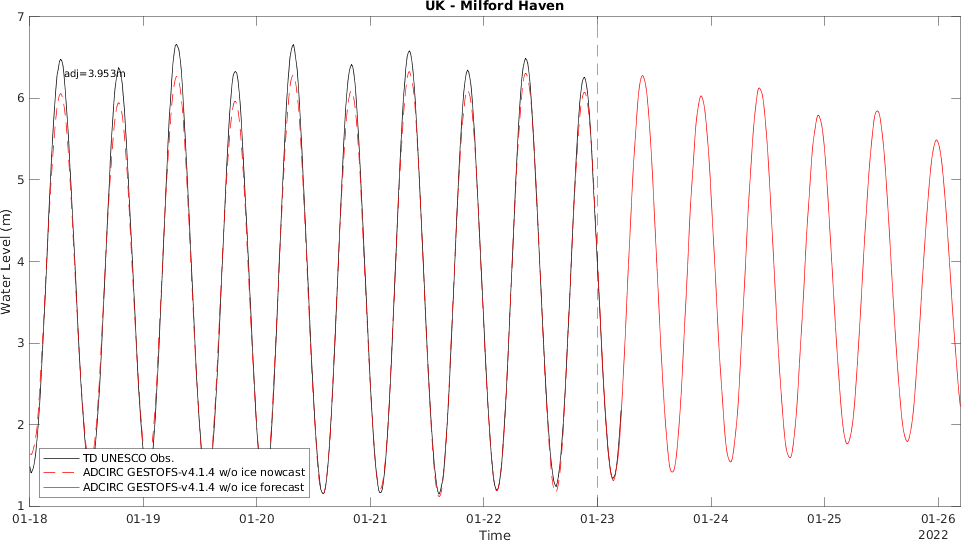 UK - Milford Haven
7
adj=3.953m
6
5
4
3
2
1
Water Level (m)
TD UNESCO Obs.
ADCIRC GESTOFS-v4.1.4 w/o ice nowcast
ADCIRC GESTOFS-v4.1.4 w/o ice forecast
01-18 01-19 01-20 01-21 01-22 01-23 01-24 01-25 01-26
Time
2022